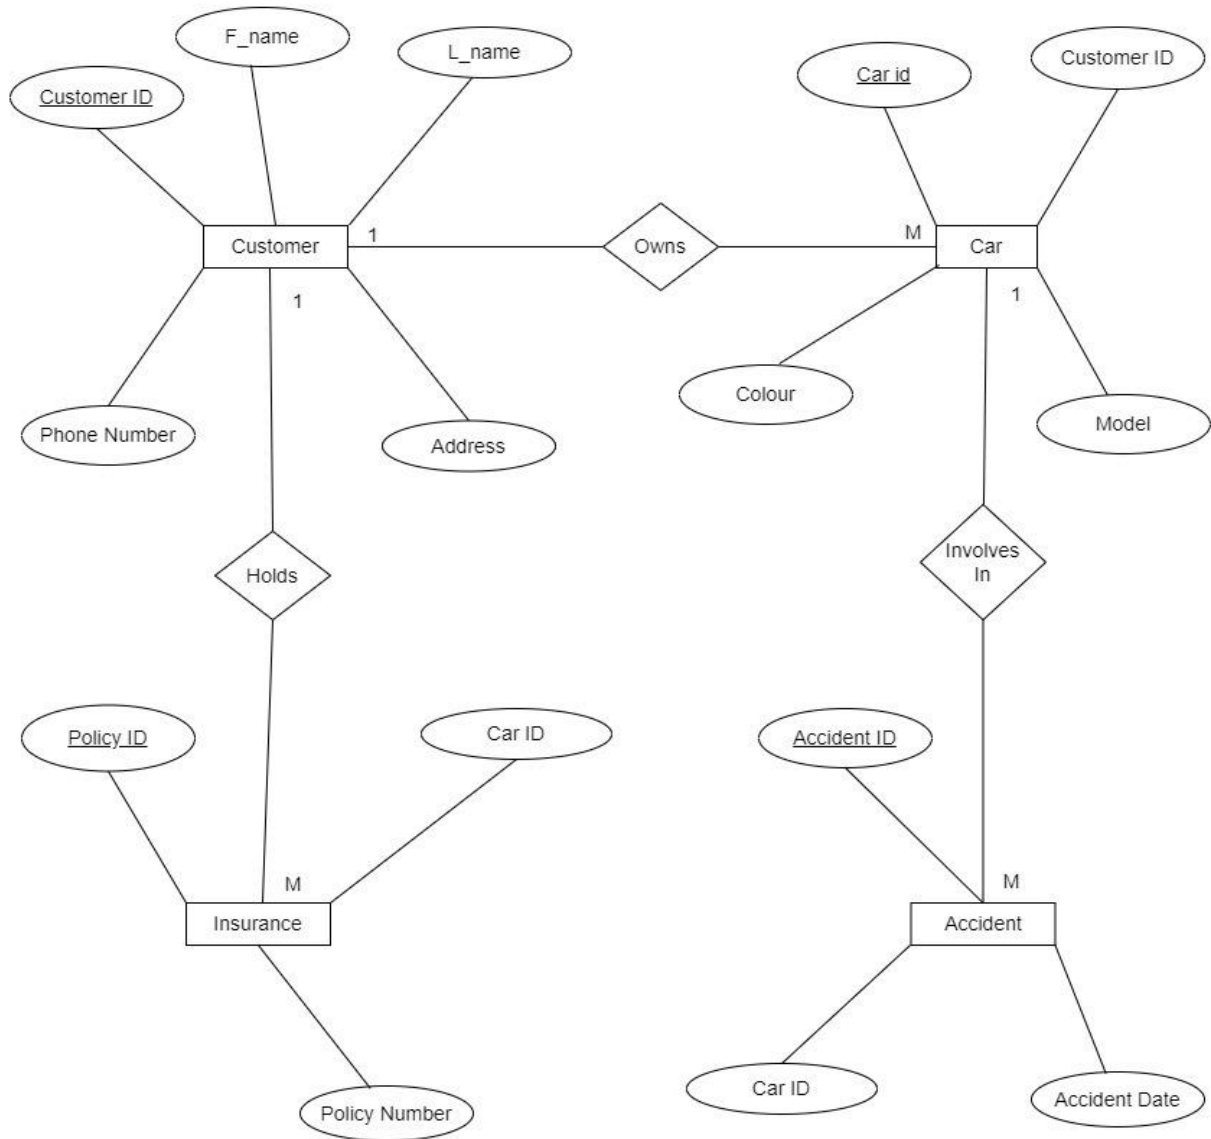 F_name
L_name
Customer ID
Car id
Customer ID
Customer
1
Owns
M
Car
1
1
Colour
Model
Phone Number
Address
Holds
Involves
In
Policy ID
Car ID
Accident ID
M
M
Insurance
Accident
Policy Number
Car ID
Accident Date